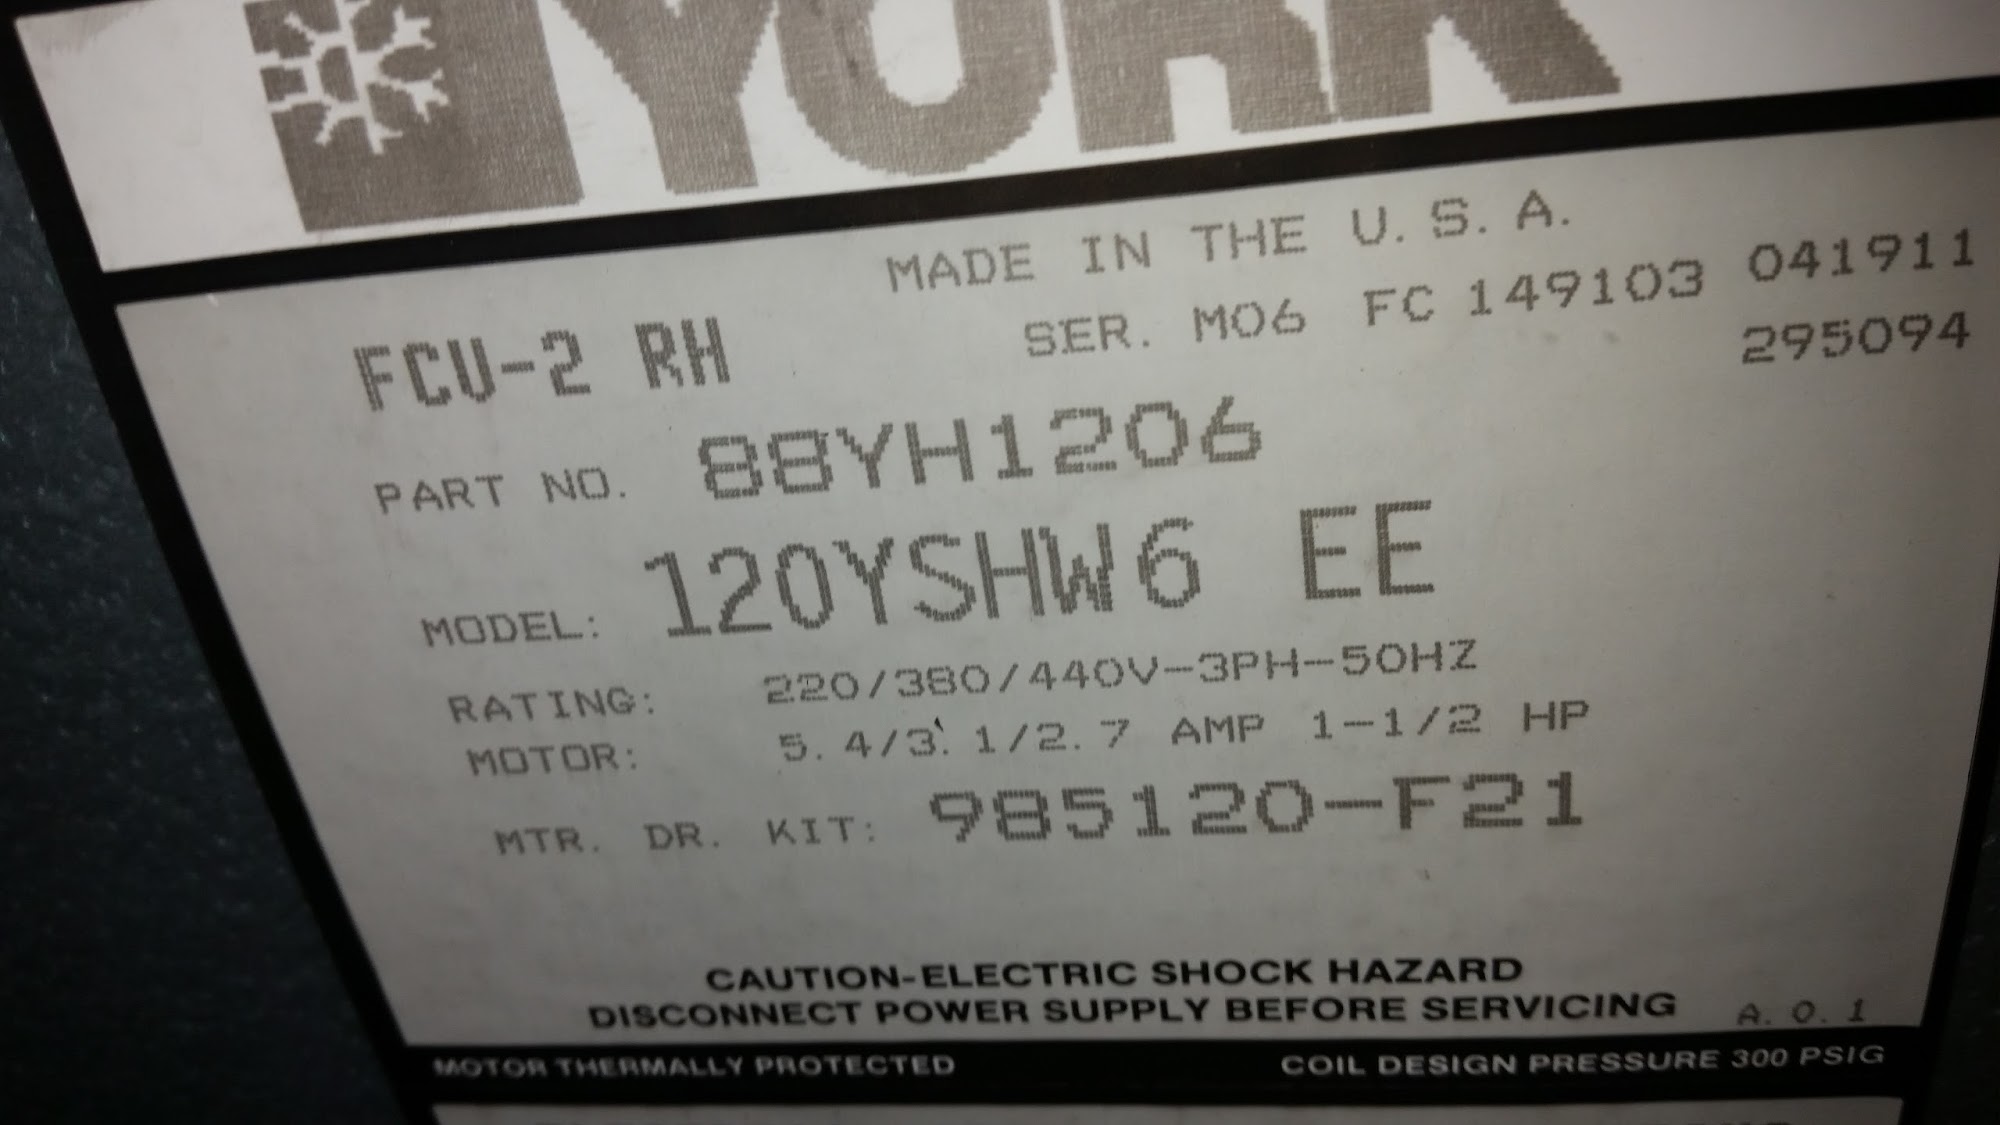 YORK
MADE IN THE U.S.A.
FCU-2 RH
SER. M06 FC 149103 041911
295094
PART NO. 88YH1206
MODEL: 120YSHW6 EE
RATING: 220/380/440V-3PH-50HZ
MOTOR: 5.4/3.1/2.7 AMP 1-1/2 HP
MTR. DR. KIT: 985120-F21
CAUTION-ELECTRIC SHOCK HAZARD
DISCONNECT POWER SUPPLY BEFORE SERVICING A.O.1
MOTOR THERMALLY PROTECTED COIL DESIGN PRESSURE 300 PSIG